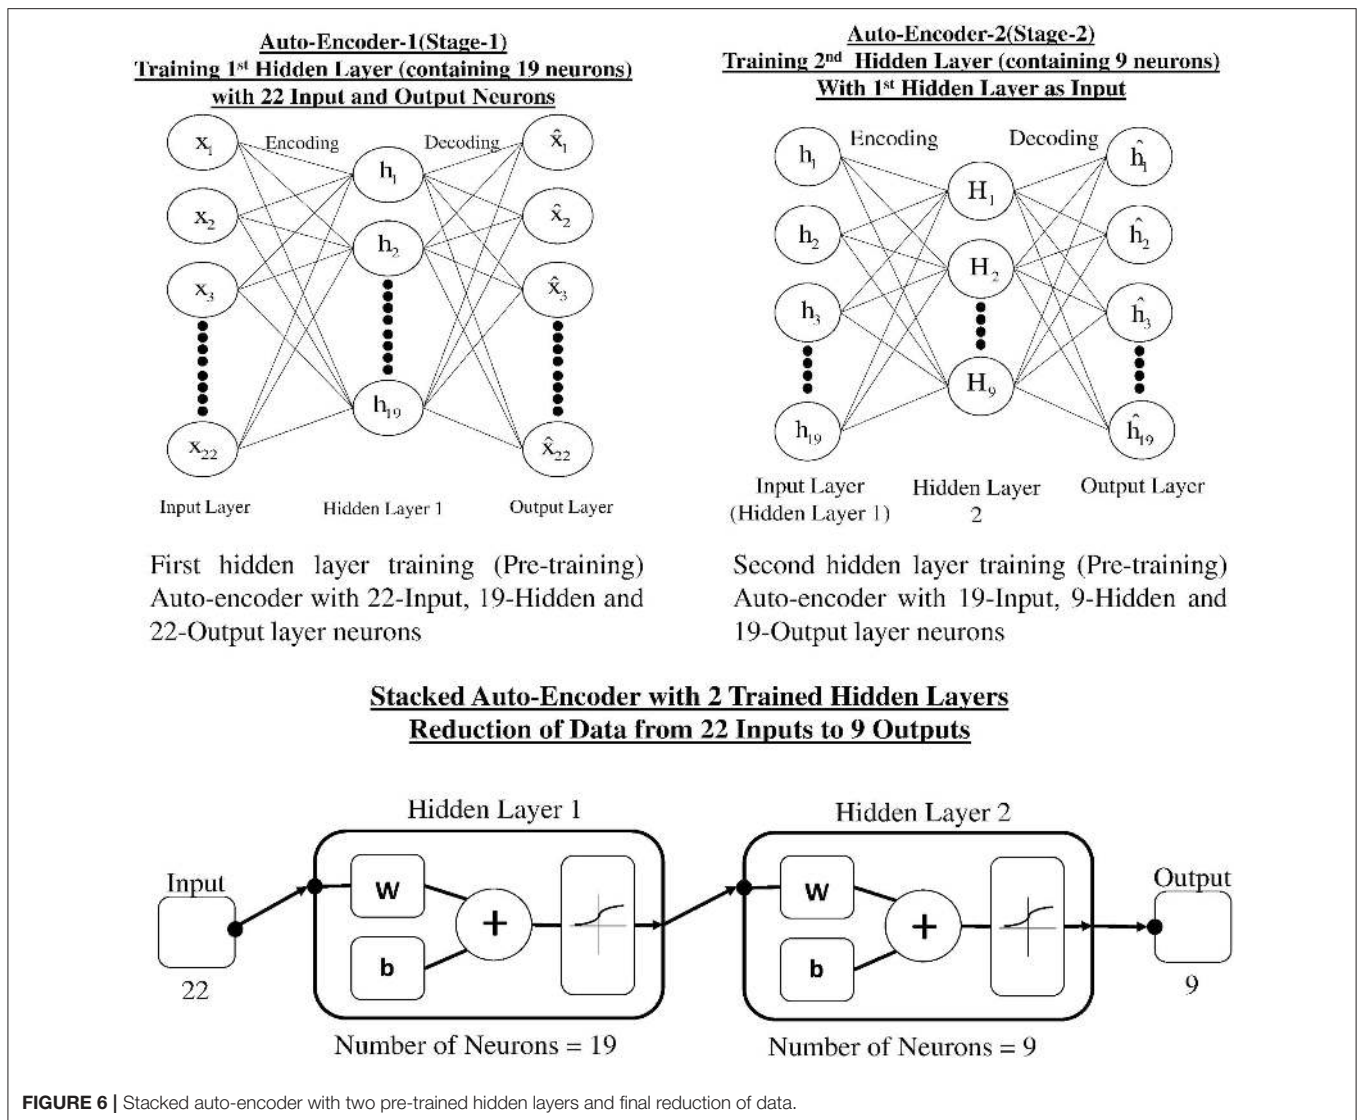 Auto-Encoder-1(Stage-1)
Training 1st Hidden Layer (containing 19 neurons)
with 22 Input and Output Neurons
x1
Encoding
Decoding
x̂1
h1
x2
x̂2
h2
x3
x̂3
h19
x22
x̂22
Input Layer
Hidden Layer 1
Output Layer
First hidden layer training (Pre-training)
Auto-encoder with 22-Input, 19-Hidden and
22-Output layer neurons
Auto-Encoder-2(Stage-2)
Training 2nd Hidden Layer (containing 9 neurons)
With 1st Hidden Layer as Input
h1
Encoding
Decoding
ĥ1
H1
h2
ĥ2
H2
h3
ĥ3
H9
h19
ĥ19
Input Layer
(Hidden Layer 1)
Hidden Layer
2
Output Layer
Second hidden layer training (Pre-training)
Auto-encoder with 19-Input, 9-Hidden and
19-Output layer neurons
Stacked Auto-Encoder with 2 Trained Hidden Layers
Reduction of Data from 22 Inputs to 9 Outputs
Hidden Layer 1
Hidden Layer 2
Input
W
b
+
W
b
+
Output
22
9
Number of Neurons = 19
Number of Neurons = 9
FIGURE 6 | Stacked auto-encoder with two pre-trained hidden layers and final reduction of data.